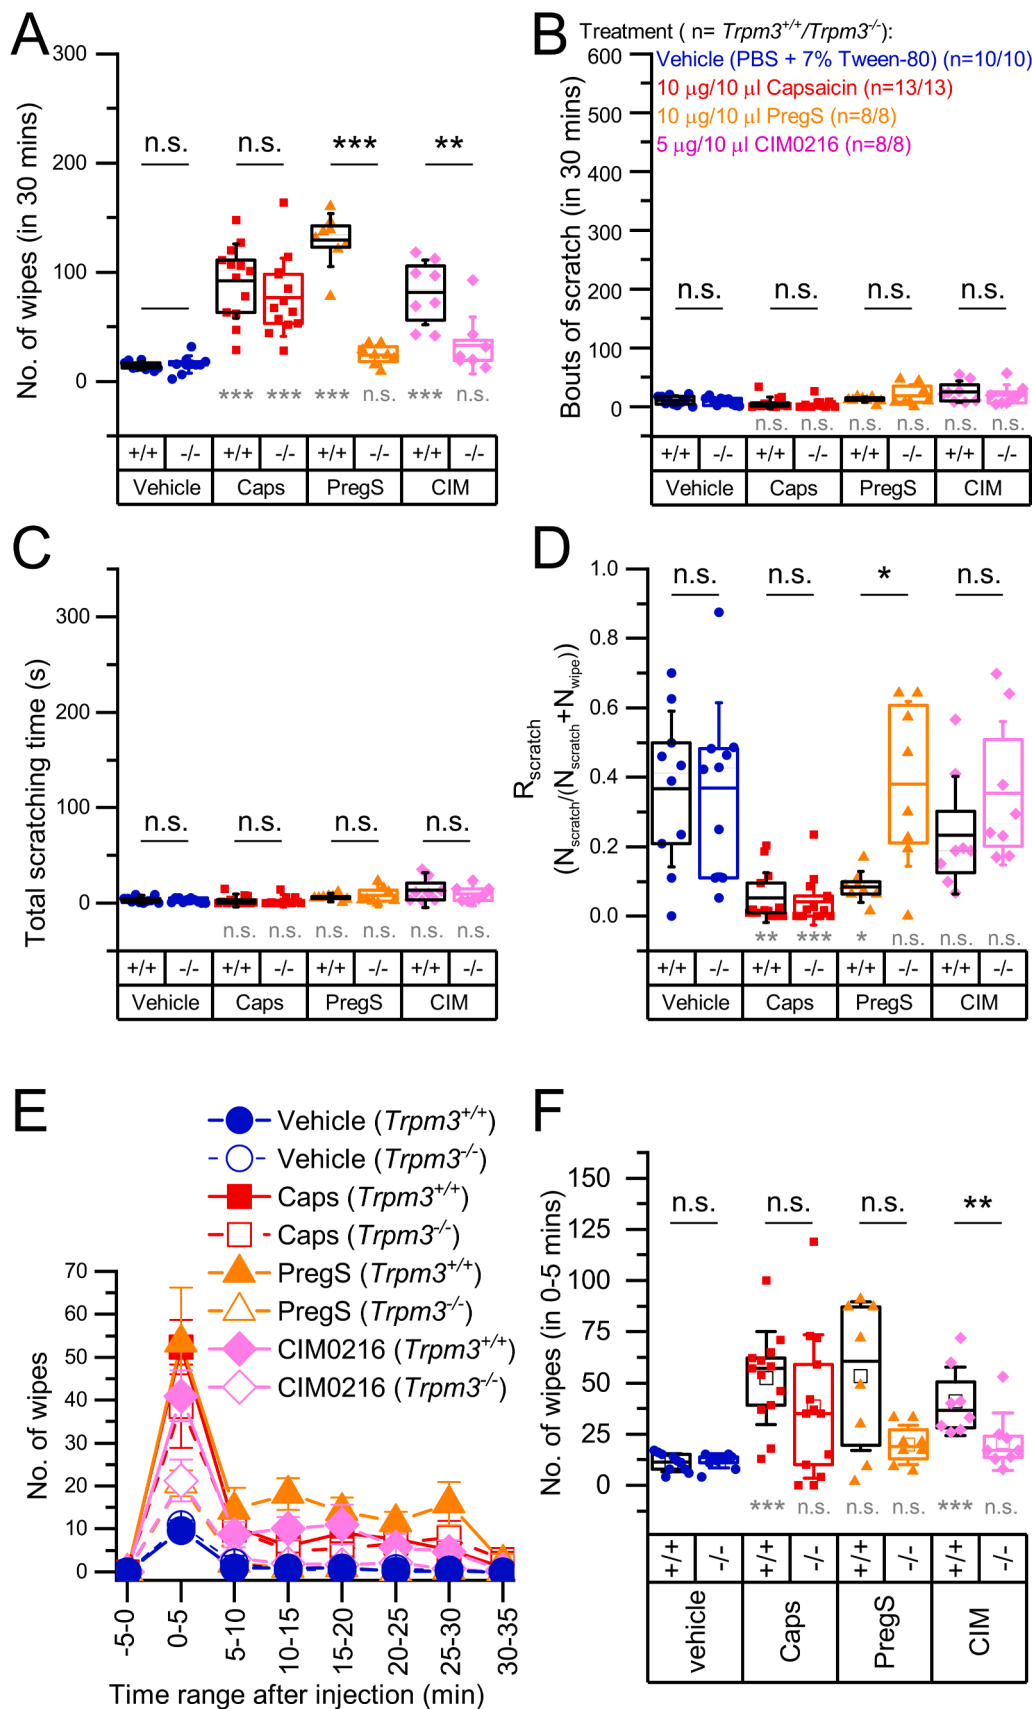 A
300
200
100
0
No. of wipes (in 30 mins)
n.s. n.s. *** **
*** *** *** n.s. *** n.s.
+/+ -/- +/+ -/- +/+ -/- +/+ -/-
Vehicle Caps PregS CIM
B
Treatment ( n= Trpm3+/+/Trpm3-/-):
Vehicle (PBS + 7% Tween-80) (n=10/10)
10 μg/10 μl Capsaicin (n=13/13)
10 μg/10 μl PregS (n=8/8)
5 μg/10 μl CIM0216 (n=8/8)
600
500
400
300
200
100
0
Bouts of scratch (in 30 mins)
n.s. n.s. n.s. n.s.
n.s. n.s. n.s. n.s. n.s. n.s.
+/+ -/- +/+ -/- +/+ -/- +/+ -/-
Vehicle Caps PregS CIM
C
300
200
100
0
Total scratching time (s)
n.s. n.s. n.s. n.s.
n.s. n.s. n.s. n.s. n.s. n.s.
+/+ -/- +/+ -/- +/+ -/- +/+ -/-
Vehicle Caps PregS CIM
D
1.0
0.8
0.6
0.4
0.2
0.0
Rscratch
(Nscratch/(Nscratch+Nwipe))
n.s. n.s. * n.s.
** *** * n.s. n.s. n.s.
+/+ -/- +/+ -/- +/+ -/- +/+ -/-
Vehicle Caps PregS CIM
E
Vehicle (Trpm3+/+)
Vehicle (Trpm3-/-)
Caps (Trpm3+/+)
Caps (Trpm3-/-)
PregS (Trpm3+/+)
PregS (Trpm3-/-)
CIM0216 (Trpm3+/+)
CIM0216 (Trpm3-/-)
70
60
50
40
30
20
10
0
No. of wipes
-5-0 0-5 5-10 10-15 15-20 20-25 25-30 30-35
Time range after injection (min)
F
150
125
100
75
50
25
0
No. of wipes (in 0-5 mins)
n.s. n.s. n.s. **
*** n.s. n.s. n.s. *** n.s.
+/+ -/- +/+ -/- +/+ -/- +/+ -/-
vehicle Caps PregS CIM